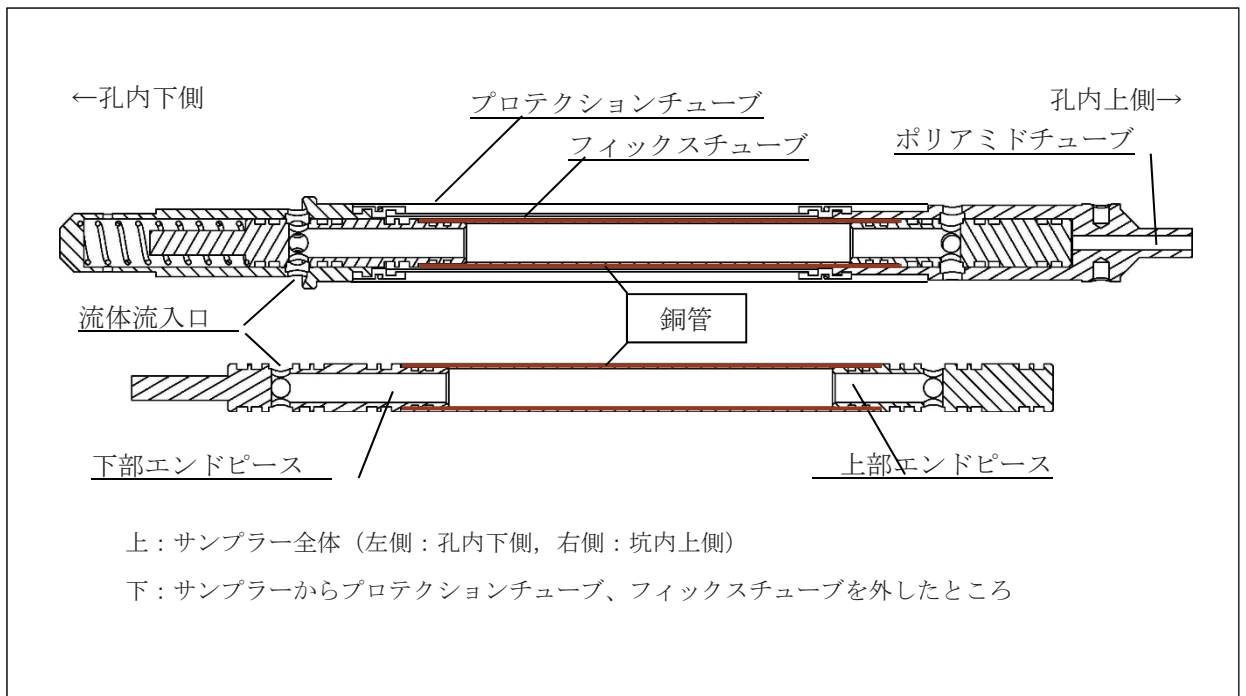 ←孔内下側
孔内上側→
プロテクションチューブ
ポリアミドチューブ
フィックスチューブ
流体流入口
銅管
下部エンドピース
上部エンドピース
上：サンプラー全体（左側：孔内下側，右側：坑内上側）
下：サンプラーからプロテクションチューブ、フィックスチューブを外したところ